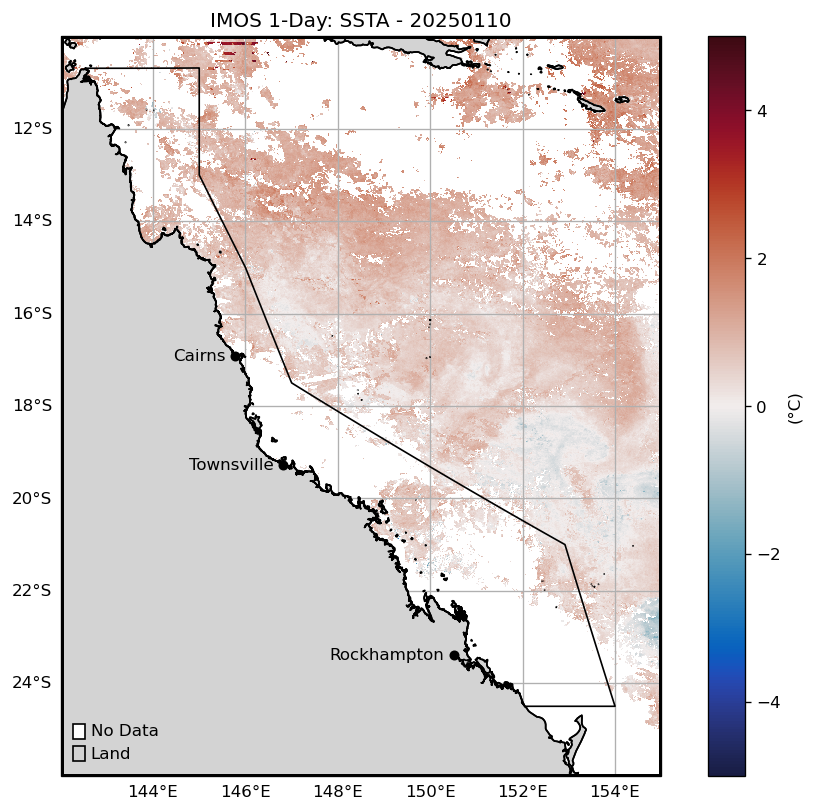 IMOS 1-Day: SSTA - 20250110
12°S
14°S
16°S
18°S
20°S
22°S
24°S
Cairns
Townsville
Rockhampton
No Data
Land
144°E 146°E 148°E 150°E 152°E 154°E
4
2
0
−2
−4
(°C)